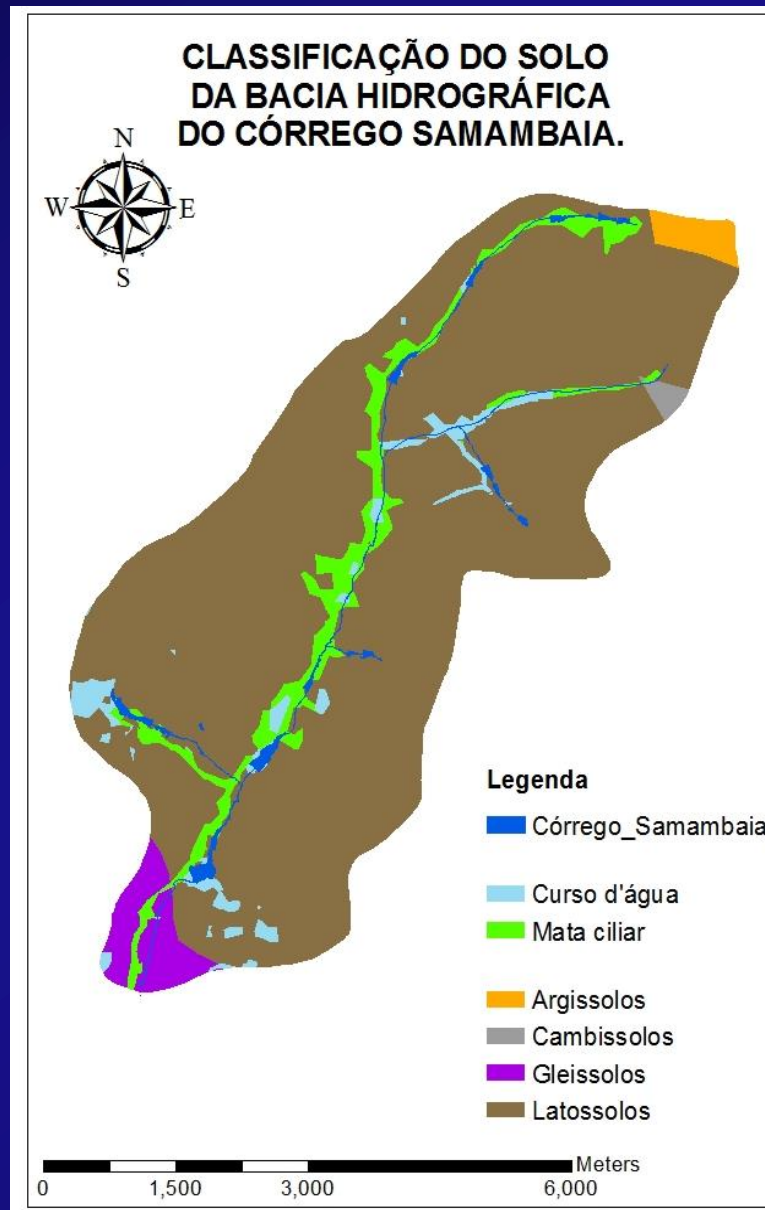 CLASSIFICAÇÃO DO SOLO
DA BACIA HIDROGRÁFICA
DO CÓRREGO SAMAMBAIA.
N
W
E
S
Legenda
Córrego_Samambaia
Curso d'água
Mata ciliar
Argissolos
Cambissolos
Gleissolos
Latossolos
Meters
0 1,500 3,000 6,000